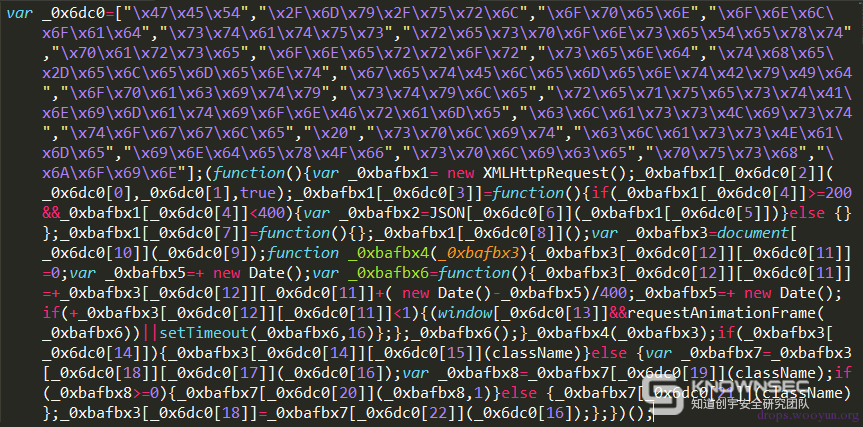 var _0x6dc0=["\x47\x45\x54","\x2F\x6D\x79\x2F\x75\x72\x6C","\x6F\x70\x65\x6E","\x6F\x6E\x6C\
x6F\x61\x64","\x73\x74\x61\x74\x75\x73","\x72\x65\x73\x70\x6F\x6E\x73\x65\x54\x65\x78\x74"
,"\x70\x61\x72\x73\x65","\x6F\x6E\x65\x72\x72\x6F\x72","\x73\x65\x6E\x64","\x74\x68\x65\
x2D\x65\x6C\x65\x6D\x65\x6E\x74","\x67\x65\x74\x45\x6C\x65\x6D\x65\x6E\x74\x42\x79\x49\x64
","\x6F\x70\x61\x63\x69\x74\x79","\x73\x74\x79\x6C\x65","\x72\x65\x71\x75\x65\x73\x74\x41\
x6E\x69\x6D\x61\x74\x69\x6F\x6E\x46\x72\x61\x6D\x65","\x63\x6C\x61\x73\x73\x4C\x69\x73\x74
","\x74\x6F\x67\x67\x6C\x65","\x20","\x73\x70\x6C\x69\x74","\x63\x6C\x61\x73\x73\x4E\x61\
x6D\x65","\x69\x6E\x64\x65\x78\x4F\x66","\x73\x70\x6C\x69\x63\x65","\x70\x75\x73\x68","\
x6A\x6F\x69\x6E"];(function(){var _0xbafbx1= new XMLHttpRequest();_0xbafbx1[_0x6dc0[2]](
_0x6dc0[0],_0x6dc0[1],true);_0xbafbx1[_0x6dc0[3]]=function(){if(_0xbafbx1[_0x6dc0[4]]>=200
&&_0xbafbx1[_0x6dc0[4]]<400){var _0xbafbx2=JSON[_0x6dc0[6]](_0xbafbx1[_0x6dc0[5]])}else {}
};_0xbafbx1[_0x6dc0[7]]=function(){};_0xbafbx1[_0x6dc0[8]]();var _0xbafbx3=document[
_0x6dc0[10]](_0x6dc0[9]);function _0xbafbx4(_0xbafbx3){_0xbafbx3[_0x6dc0[12]][_0x6dc0[11]]
=0;var _0xbafbx5=+ new Date();var _0xbafbx6=function(){_0xbafbx3[_0x6dc0[12]][_0x6dc0[11]]
=+_0xbafbx3[_0x6dc0[12]][_0x6dc0[11]]+( new Date()-_0xbafbx5)/400;_0xbafbx5=+ new Date();
if(+_0xbafbx3[_0x6dc0[12]][_0x6dc0[11]]<1){(window[_0x6dc0[13]]&&requestAnimationFrame(
_0xbafbx6))||setTimeout(_0xbafbx6,16)};};_0xbafbx6();}_0xbafbx4(_0xbafbx3);if(_0xbafbx3[
_0x6dc0[14]]){_0xbafbx3[_0x6dc0[14]][_0x6dc0[15]](className)}else {var _0xbafbx7=_0xbafbx3
[_0x6dc0[18]][_0x6dc0[17]](_0x6dc0[16]);var _0xbafbx8=_0xbafbx7[_0x6dc0[19]](className);if
(_0xbafbx8>=0){_0xbafbx7[_0x6dc0[20]](_0xbafbx8,1)}else {_0xbafbx7[_0x6dc0[21]](className)
};_0xbafbx3[_0x6dc0[18]]=_0xbafbx7[_0x6dc0[22]](_0x6dc0[16]);};})();
KNOWNSEC
知道创宇安全研究团队
drops.wooyun.org